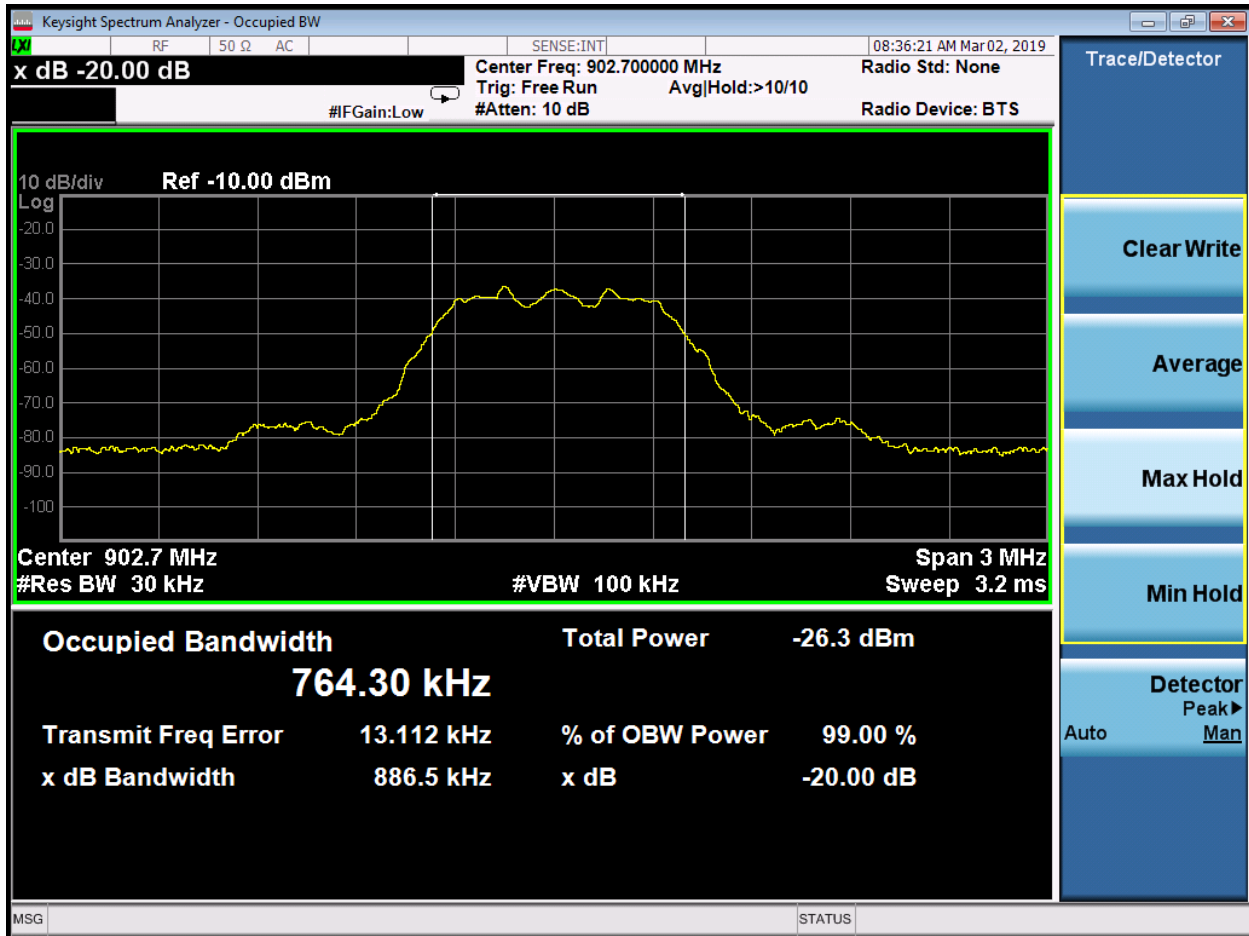 Keysight Spectrum Analyzer - Occupied BW
LXI RF 50 Ω AC SENSE:INT 08:36:21 AM Mar 02, 2019
x dB -20.00 dB
Center Freq: 902.700000 MHz
Radio Std: None
Trig: Free Run Avg|Hold:>10/10
#IFGain:Low
#Atten: 10 dB
Radio Device: BTS
10 dB/div Ref -10.00 dBm
Log
-20.0
-30.0
-40.0
-50.0
-60.0
-70.0
-80.0
-90.0
-100
Center 902.7 MHz
Span 3 MHz
#Res BW 30 kHz
#VBW 100 kHz
Sweep 3.2 ms
Occupied Bandwidth
764.30 kHz
Total Power -26.3 dBm
Transmit Freq Error 13.112 kHz
% of OBW Power 99.00 %
x dB Bandwidth 886.5 kHz
x dB -20.00 dB
Trace/Detector
Clear Write
Average
Max Hold
Min Hold
Detector
Peak
Auto Man
MSG
STATUS